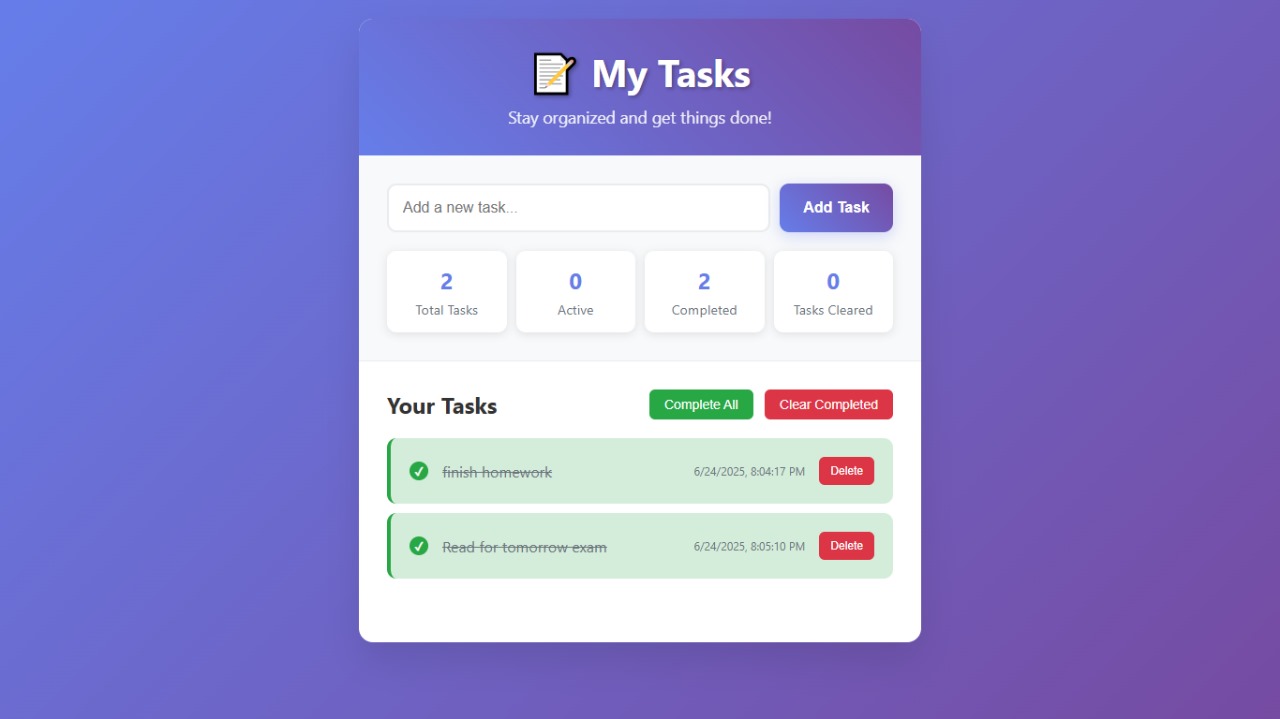 My Tasks
Stay organized and get things done!
Add a new task...
Add Task
2
0
2
0
Total Tasks
Active
Completed
Tasks Cleared
Your Tasks
Complete All
Clear Completed
finish homework
6/24/2025, 8:04:17 PM
Delete
Read for tomorrow exam
6/24/2025, 8:05:10 PM
Delete